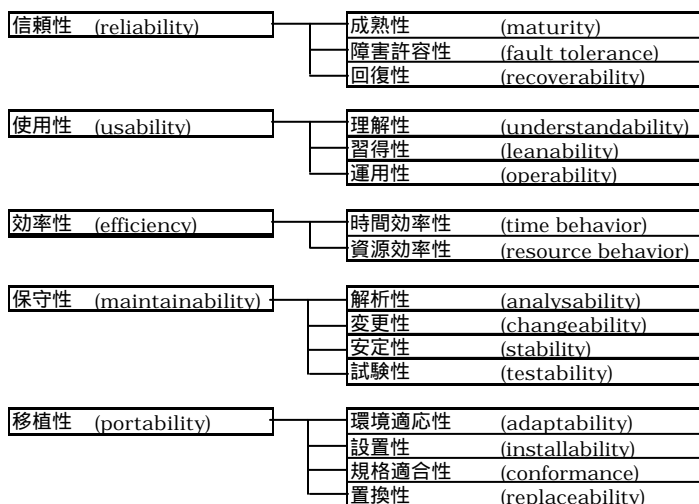 信頼性 (reliability) 成熟性 (maturity)
障害許容性 (fault tolerance)
回復性 (recoverability)
使用性 (usability) 理解性 (understandability)
習得性 (leanability)
運用性 (operability)
効率性 (efficiency) 時間効率性 (time behavior)
資源効率性 (resource behavior)
保守性 (maintainability) 解析性 (analysability)
変更性 (changeability)
安定性 (stability)
試験性 (testability)
移植性 (portability) 環境適応性 (adaptability)
設置性 (installability)
規格適合性 (conformance)
置換性 (replaceability)